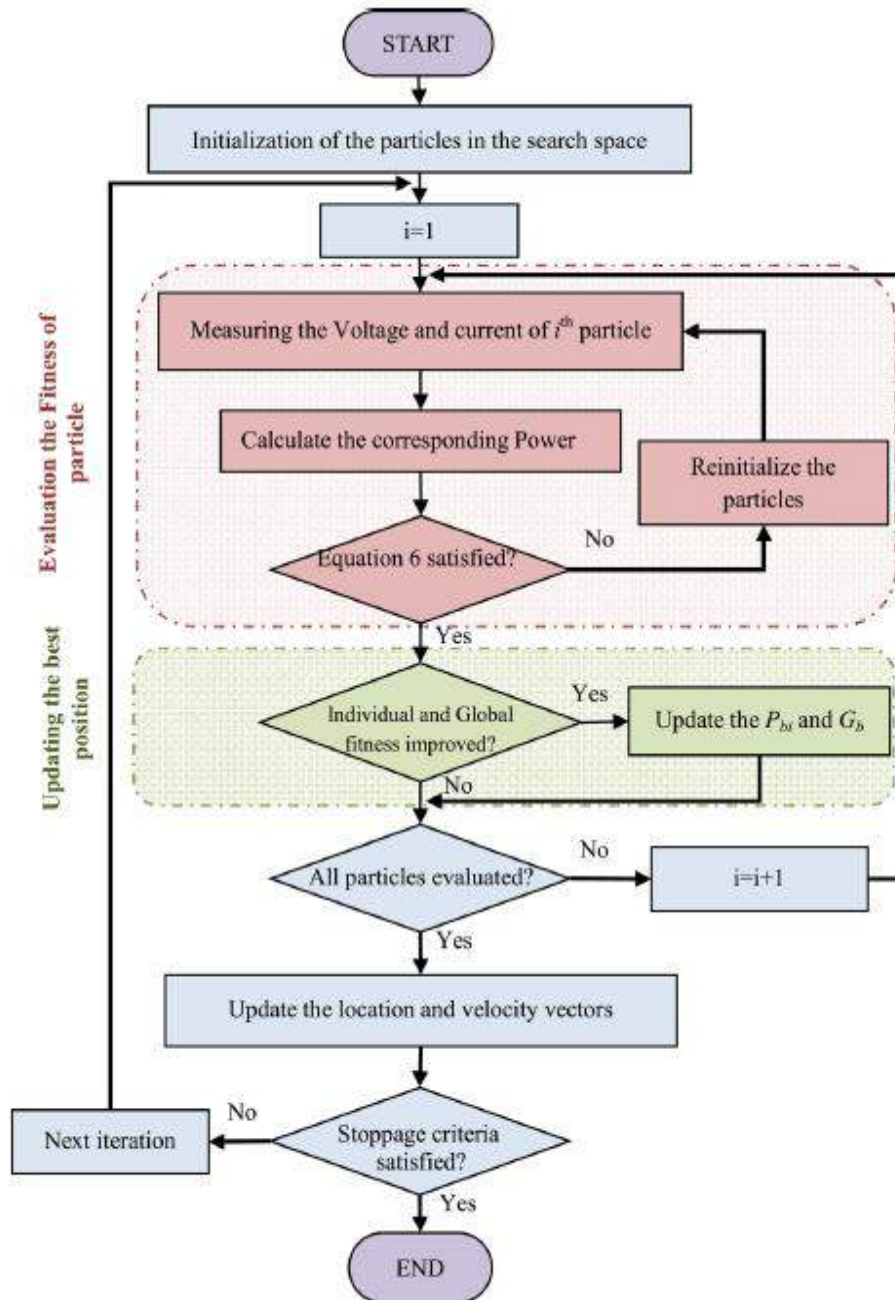 START
Initialization of the particles in the search space
i=1
Measuring the Voltage and current of ith particle
Calculate the corresponding Power
Reinitialize the
particles
Equation 6 satisfied?
No
Yes
Evaluation the Fitness of
particle
Individual and Global
fitness improved?
Yes
Update the Pbi and Gb
No
Updating the best
position
All particles evaluated?
No
i=i+1
Yes
Update the location and velocity vectors
Stoppage criteria
satisfied?
No
Next iteration
Yes
END